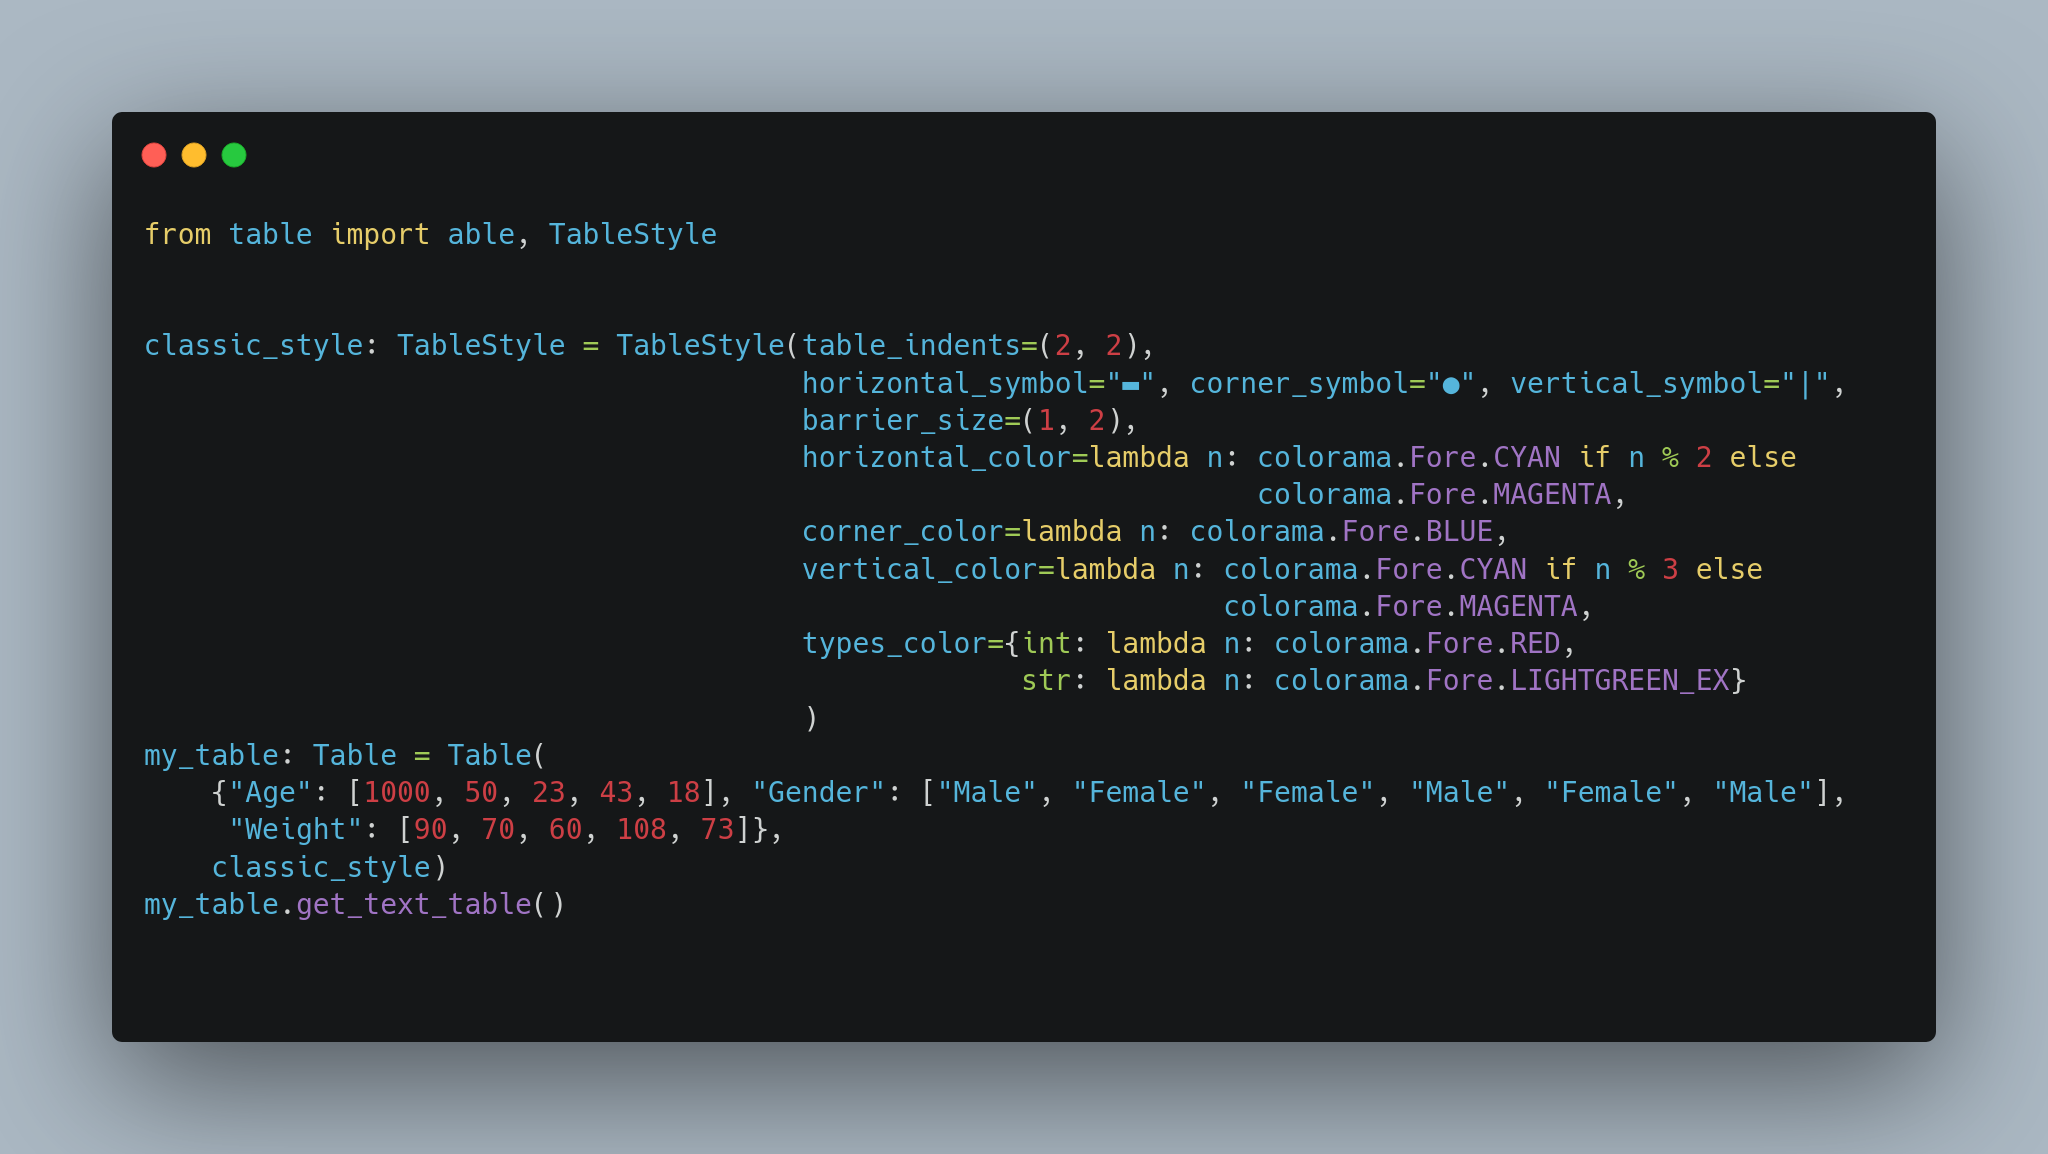 from table import able, TableStyle
classic_style: TableStyle = TableStyle(table_indents=(2, 2),
horizontal_symbol="▬", corner_symbol="●", vertical_symbol="|",
barrier_size=(1, 2),
horizontal_color=lambda n: colorama.Fore.CYAN if n % 2 else
colorama.Fore.MAGENTA,
corner_color=lambda n: colorama.Fore.BLUE,
vertical_color=lambda n: colorama.Fore.CYAN if n % 3 else
colorama.Fore.MAGENTA,
types_color={int: lambda n: colorama.Fore.RED,
str: lambda n: colorama.Fore.LIGHTGREEN_EX}
)
my_table: Table = Table(
{"Age": [1000, 50, 23, 43, 18], "Gender": ["Male", "Female", "Female", "Male", "Female", "Male"],
"Weight": [90, 70, 60, 108, 73]},
classic_style)
my_table.get_text_table()